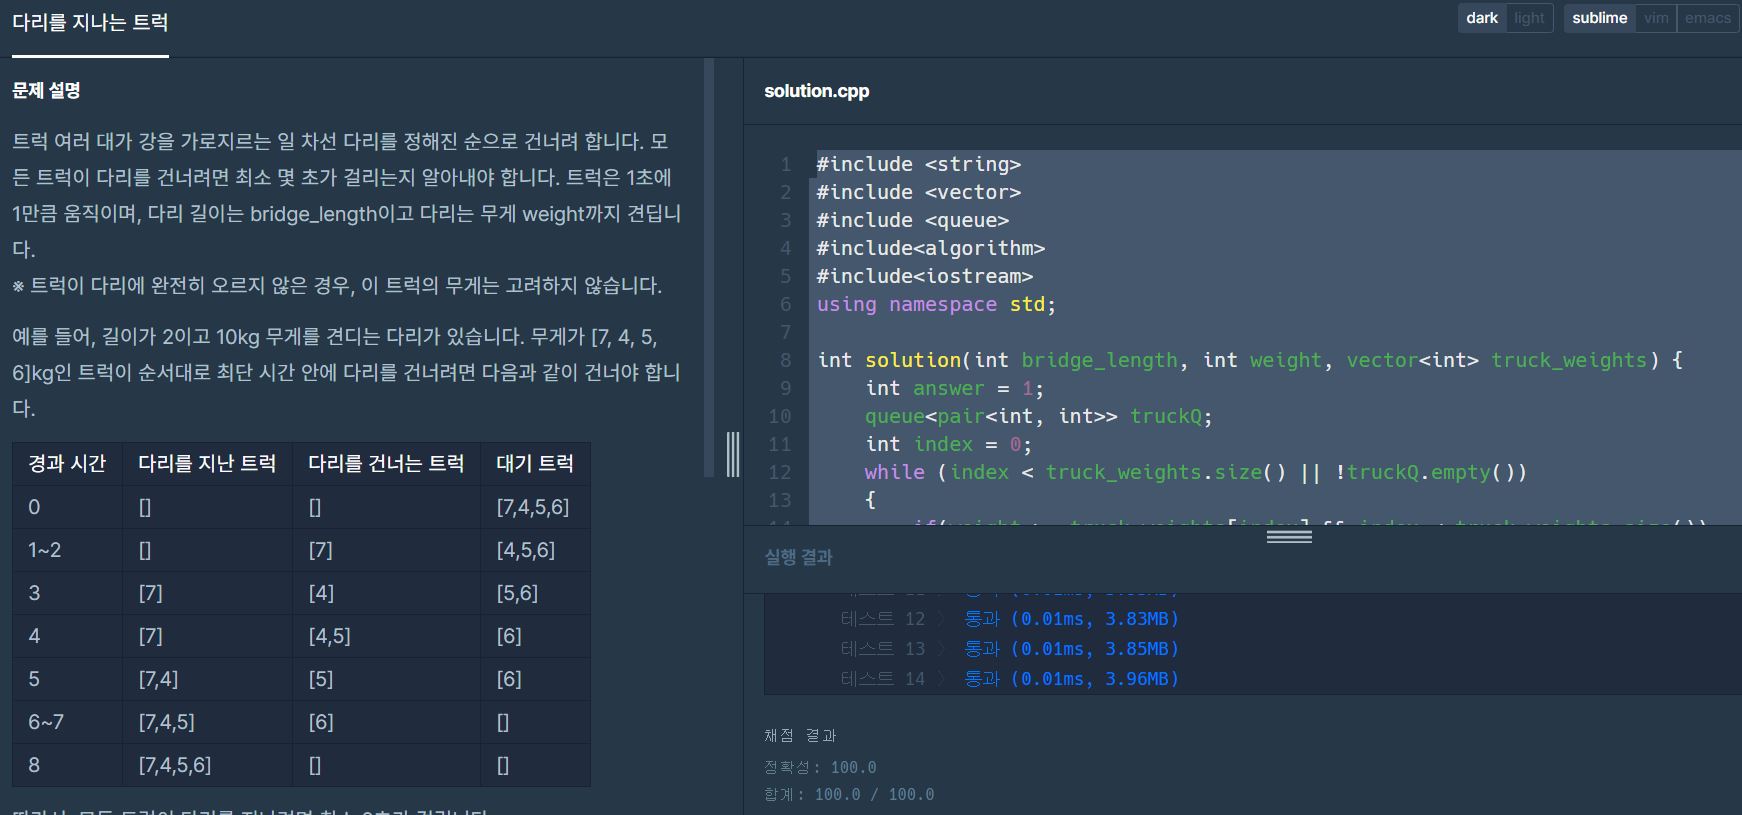 다리를 지나는 트럭
dark light sublime vim emacs
문제 설명
트럭 여러 대가 강을 가로지르는 일 차선 다리를 정해진 순으로 건너려 합니다. 모
든 트럭이 다리를 건너려면 최소 몇 초가 걸리는지 알아내야 합니다. 트럭은 1초에
1만큼 움직이며, 다리 길이는 bridge_length이고 다리는 무게 weight까지 견딥니
다.
※ 트럭이 다리에 완전히 오르지 않은 경우, 이 트럭의 무게는 고려하지 않습니다.
예를 들어, 길이가 2이고 10kg 무게를 견디는 다리가 있습니다. 무게가 [7, 4, 5,
6]kg인 트럭이 순서대로 최단 시간 안에 다리를 건너려면 다음과 같이 건너야 합니
다.
경과 시간 다리를 지난 트럭 다리를 건너는 트럭 대기 트럭
0 [] [] [7,4,5,6]
1~2 [] [7] [4,5,6]
3 [7] [4] [5,6]
4 [7] [4,5] [6]
5 [7,4] [5] [6]
6~7 [7,4,5] [6] []
8 [7,4,5,6] [] []
solution.cpp
1 #include <string>
2 #include <vector>
3 #include <queue>
4 #include<algorithm>
5 #include<iostream>
6 using namespace std;
7
8 int solution(int bridge_length, int weight, vector<int> truck_weights) {
9 int answer = 1;
10 queue<pair<int, int>> truckQ;
11 int index = 0;
12 while (index < truck_weights.size() || !truckQ.empty())
13 {
실행 결과
테스트 12 〉 통과 (0.01ms, 3.83MB)
테스트 13 〉 통과 (0.01ms, 3.85MB)
테스트 14 〉 통과 (0.01ms, 3.96MB)
채점 결과
정확성: 100.0
합계: 100.0 / 100.0